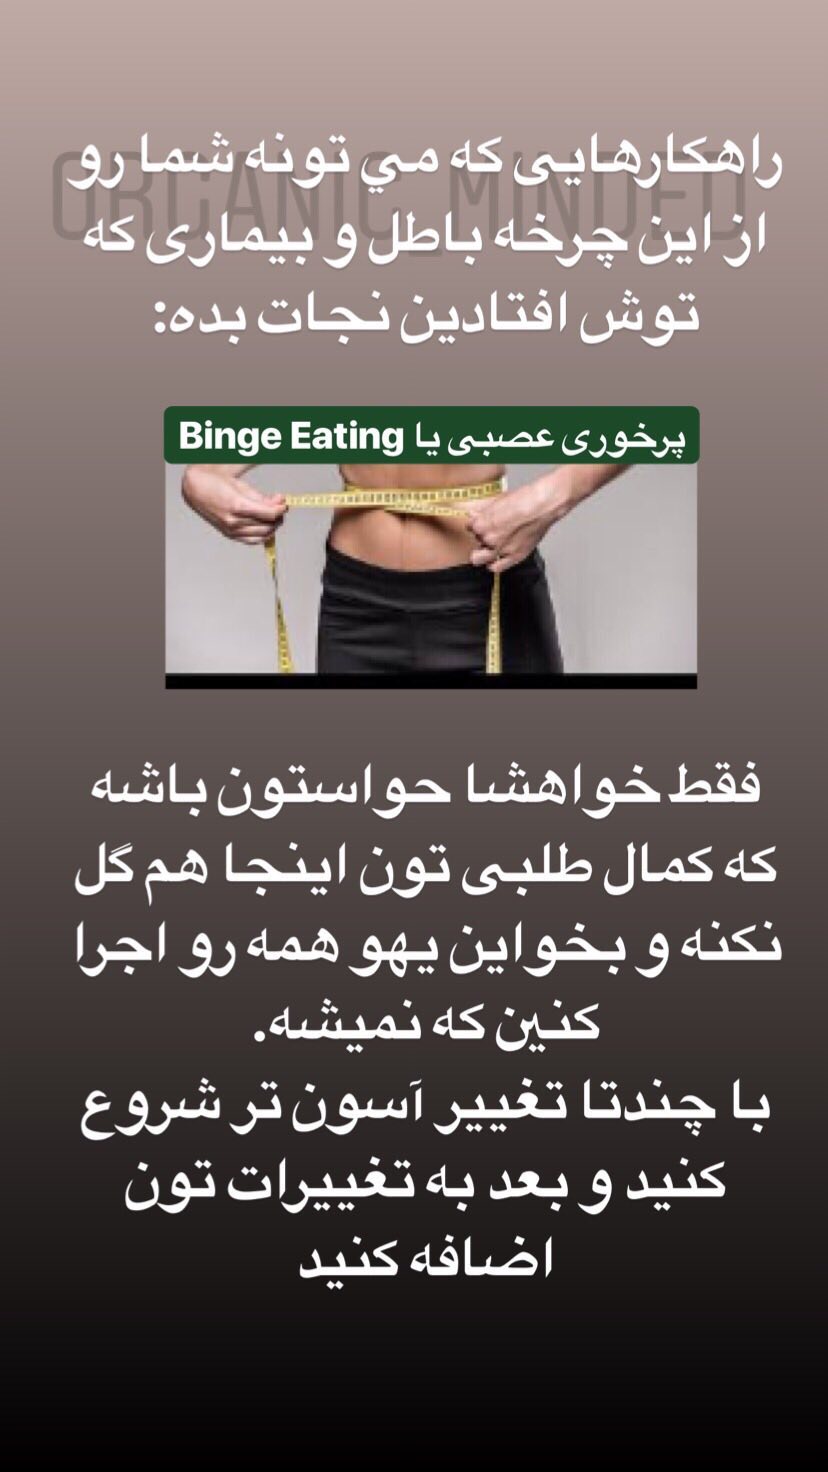 ORGANIC_MINDED
راهکارهایی که مي تونه شما رو
از این چرخه باطل و بیماری که
توش افتادین نجات بده:
پرخوری عصبی یا Binge Eating
فقط خواهشا حواستون باشه
که کمال طلبی تون اینجا هم گل
نکنه و بخواین یهو همه رو اجرا
کنین که نمیشه.
با چندتا تغییر آسون تر شروع
کنید و بعد به تغییرات تون
اضافه کنید